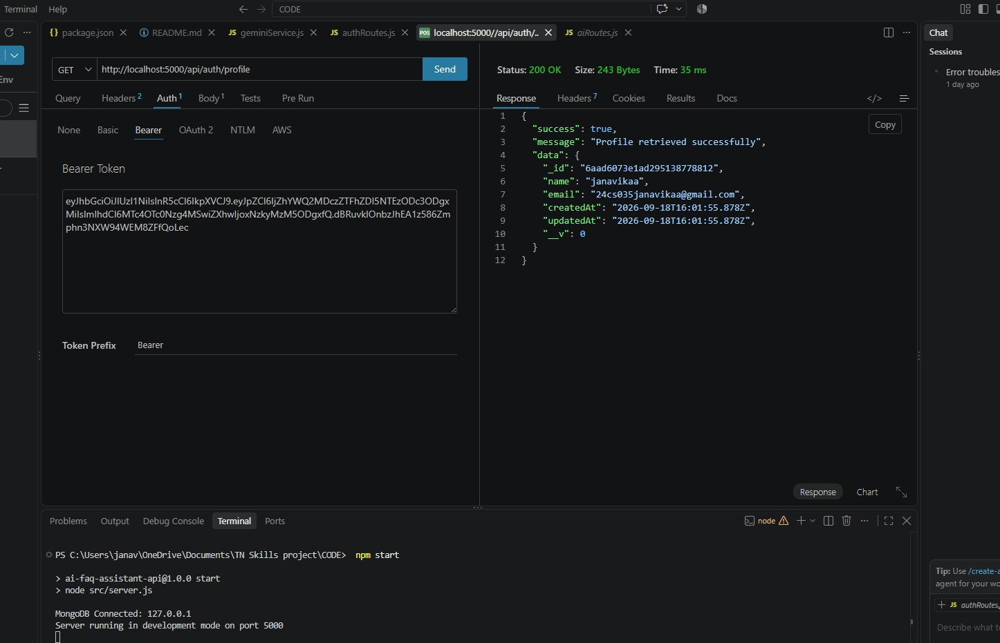 Terminal Help
CODE
package.json
README.md
JS geminiService.js
JS authRoutes.js
POS localhost:5000//api/auth/..
JS aiRoutes.js
Env
GET http://localhost:5000/api/auth/profile Send
Query Headers 2 Auth 1 Body 1 Tests Pre Run
None Basic Bearer OAuth 2 NTLM AWS
Bearer Token
Token Prefix Bearer
Status: 200 OK Size: 243 Bytes Time: 35 ms
Response Headers 7 Cookies Results Docs
Copy
1 {
2 "success": true,
3 "message": "Profile retrieved successfully",
4 "data": {
5 "_id": "6aad6073e1ad295138778812",
6 "name": "janavikaa",
7 "email": "24cs035janavikaa@gmail.com",
8 "createdAt": "2026-09-18T16:01:55.878Z",
9 "updatedAt": "2026-09-18T16:01:55.878Z",
10 "__v": 0
11 }
12 }
Response Chart
Problems Output Debug Console Terminal Ports
node
PS C:\Users\janav\OneDrive\Documents\TN Skills project\CODE> npm start
> ai-faq-assistant-api@1.0.0 start
> node src/server.js
MongoDB Connected: 127.0.0.1
Server running in development mode on port 5000
Chat
Sessions
Error troubles
1 day ago
Tip: Use /create-a
agent for your wo
JS authRoutes.
Describe what to